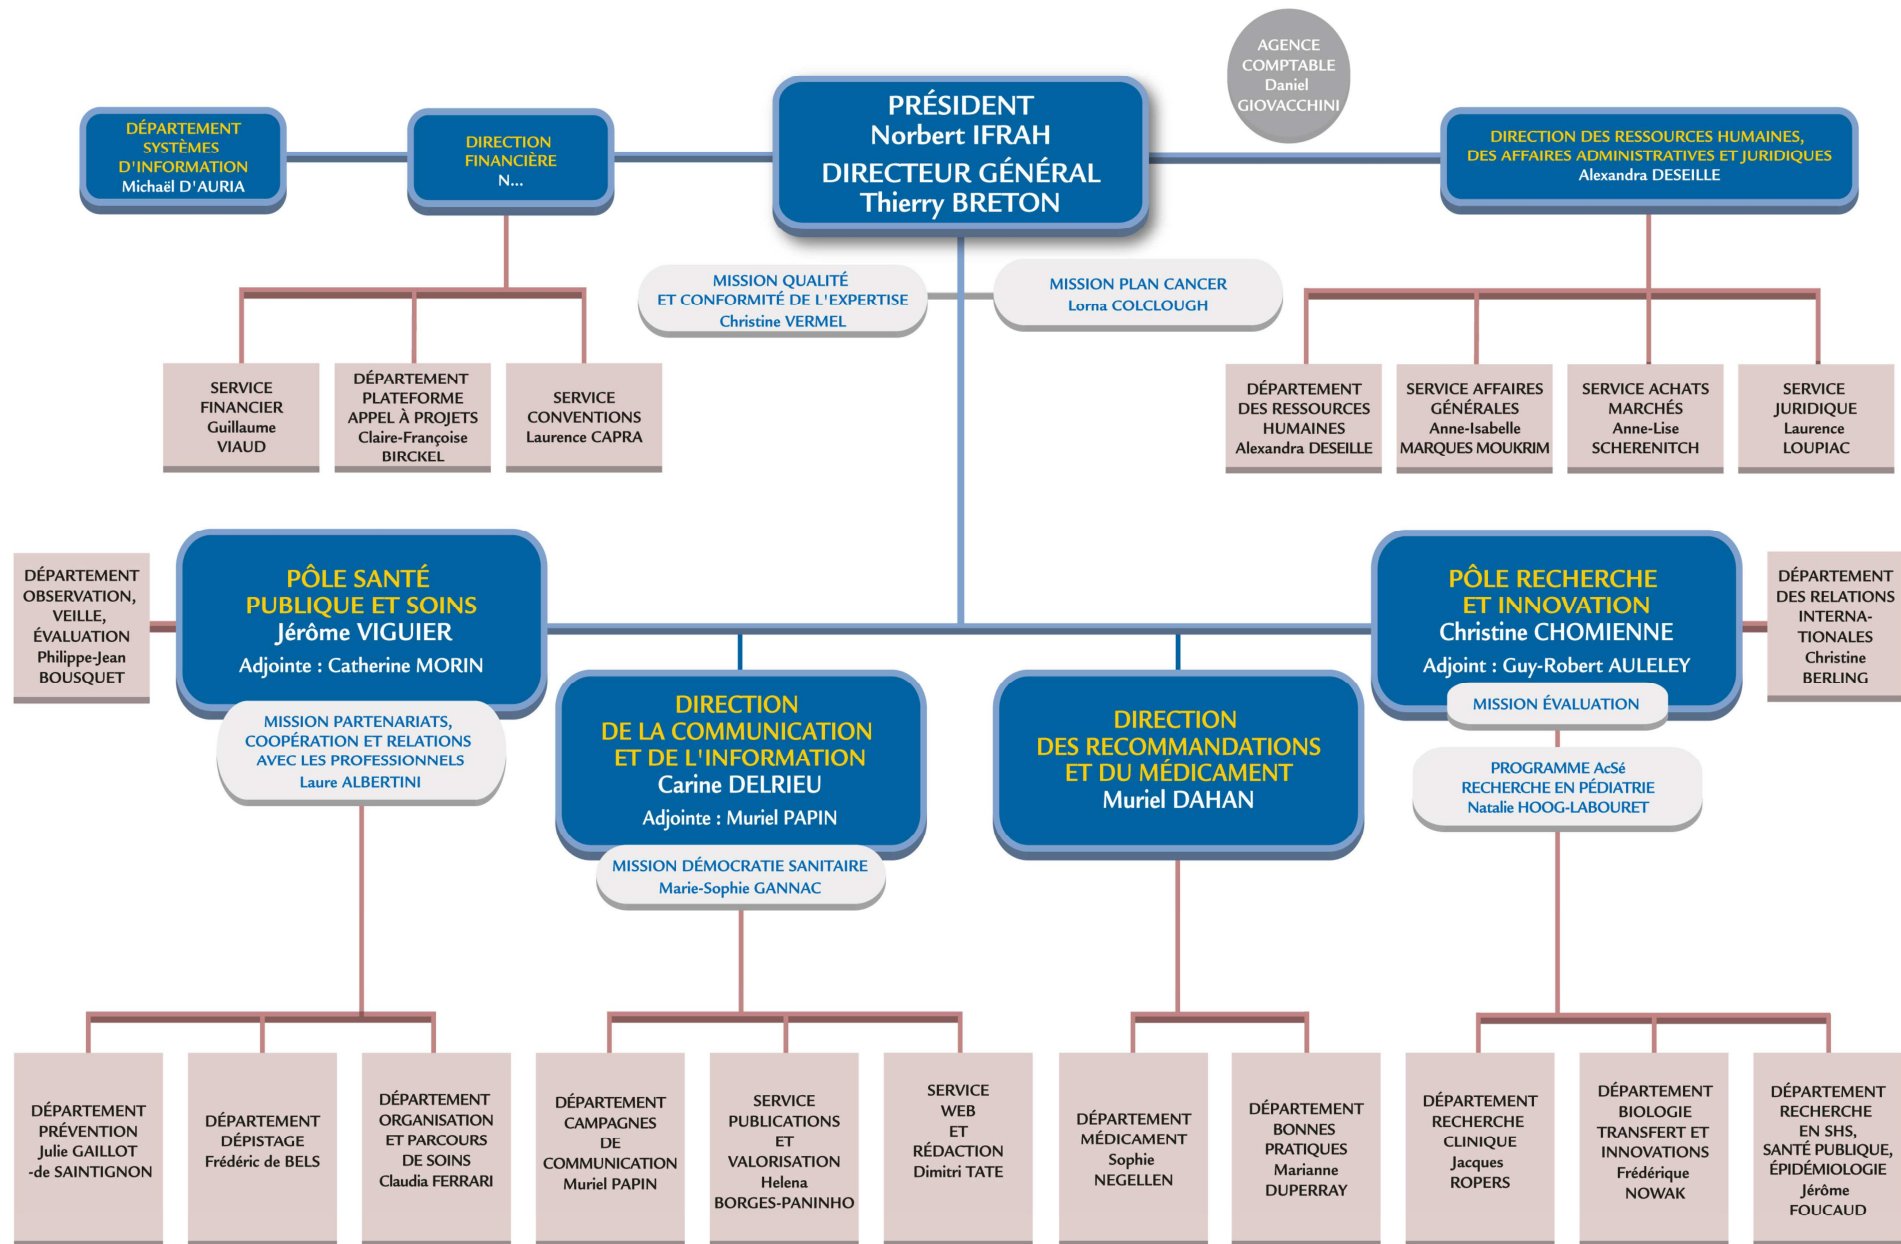 AGENCE
COMPTABLE
Daniel
GIOVACCHINI
DÉPARTEMENT
SYSTÈMES
D'INFORMATION
Michaël D'AURIA
DIRECTION
FINANCIÈRE
N...
PRÉSIDENT
Norbert IFRAH
DIRECTEUR GÉNÉRAL
Thierry BRETON
DIRECTION DES RESSOURCES HUMAINES,
DES AFFAIRES ADMINISTRATIVES ET JURIDIQUES
Alexandra DESEILLE
MISSION QUALITÉ
ET CONFORMITÉ DE L'EXPERTISE
Christine VERMEL
MISSION PLAN CANCER
Lorna COLCLOUGH
SERVICE
FINANCIER
Guillaume
VIAUD
DÉPARTEMENT
PLATEFORME
APPEL À PROJETS
Claire-Françoise
BIRCKEL
SERVICE
CONVENTIONS
Laurence CAPRA
DÉPARTEMENT
DES RESSOURCES
HUMAINES
Alexandra DESEILLE
SERVICE AFFAIRES
GÉNÉRALES
Anne-Isabelle
MARQUES MOUKRIM
SERVICE ACHATS
MARCHÉS
Anne-Lise
SCHERENITCH
SERVICE
JURIDIQUE
Laurence
LOUPIAC
DÉPARTEMENT
OBSERVATION,
VEILLE,
ÉVALUATION
Philippe-Jean
BOUSQUET
PÔLE SANTÉ
PUBLIQUE ET SOINS
Jérôme VIGUIER
Adjointe : Catherine MORIN
MISSION PARTENARIATS,
COOPÉRATION ET RELATIONS
AVEC LES PROFESSIONNELS
Laure ALBERTINI
DIRECTION
DE LA COMMUNICATION
ET DE L'INFORMATION
Carine DELRIEU
Adjointe : Muriel PAPIN
MISSION DÉMOCRATIE SANITAIRE
Marie-Sophie GANNAC
DIRECTION
DES RECOMMANDATIONS
ET DU MÉDICAMENT
Muriel DAHAN
PÔLE RECHERCHE
ET INNOVATION
Christine CHOMIENNE
Adjoint : Guy-Robert AULELEY
MISSION ÉVALUATION
PROGRAMME AcSé
RECHERCHE EN PÉDIATRIE
Natalie HOOG-LABOURET
DÉPARTEMENT
DES RELATIONS
INTERNA-
TIONALES
Christine
BERLING
DÉPARTEMENT
PRÉVENTION
Julie GAILLOT
-de SAINTIGNON
DÉPARTEMENT
DÉPISTAGE
Frédéric de BELS
DÉPARTEMENT
ORGANISATION
ET PARCOURS
DE SOINS
Claudia FERRARI
DÉPARTEMENT
CAMPAGNES
DE
COMMUNICATION
Muriel PAPIN
SERVICE
PUBLICATIONS
ET
VALORISATION
Helena
BORGES-PANINHO
SERVICE
WEB
ET
RÉDACTION
Dimitri TATE
DÉPARTEMENT
MÉDICAMENT
Sophie
NEGELLEN
DÉPARTEMENT
BONNES
PRATIQUES
Marianne
DUPERRAY
DÉPARTEMENT
RECHERCHE
CLINIQUE
Jacques
ROPERS
DÉPARTEMENT
BIOLOGIE
TRANSFERT ET
INNOVATIONS
Frédérique
NOWAK
DÉPARTEMENT
RECHERCHE
EN SHS,
SANTÉ PUBLIQUE,
ÉPIDÉMIOLOGIE
Jérôme
FOUCAUD